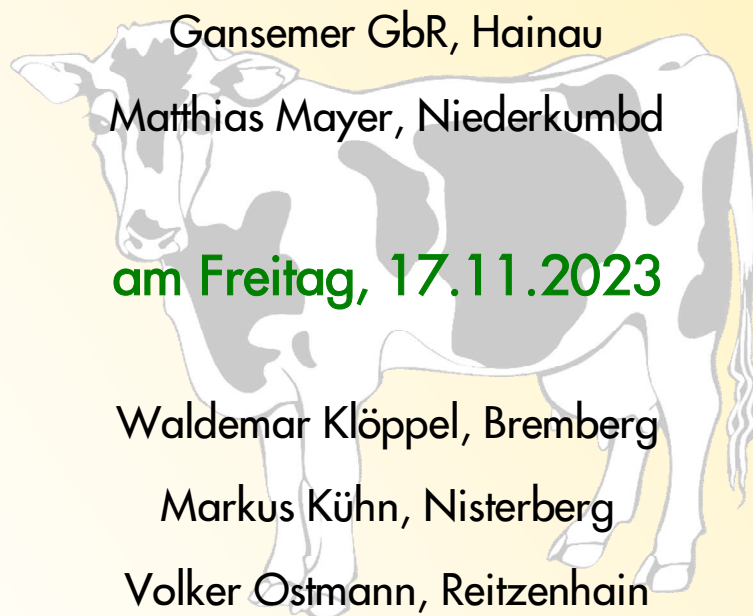 Gansemer GbR, Hainau
Matthias Mayer, Niederkumbd
am Freitag, 17.11.2023
Waldemar Klöppel, Bremberg
Markus Kühn, Nisterberg
Volker Ostmann, Reitzenhain